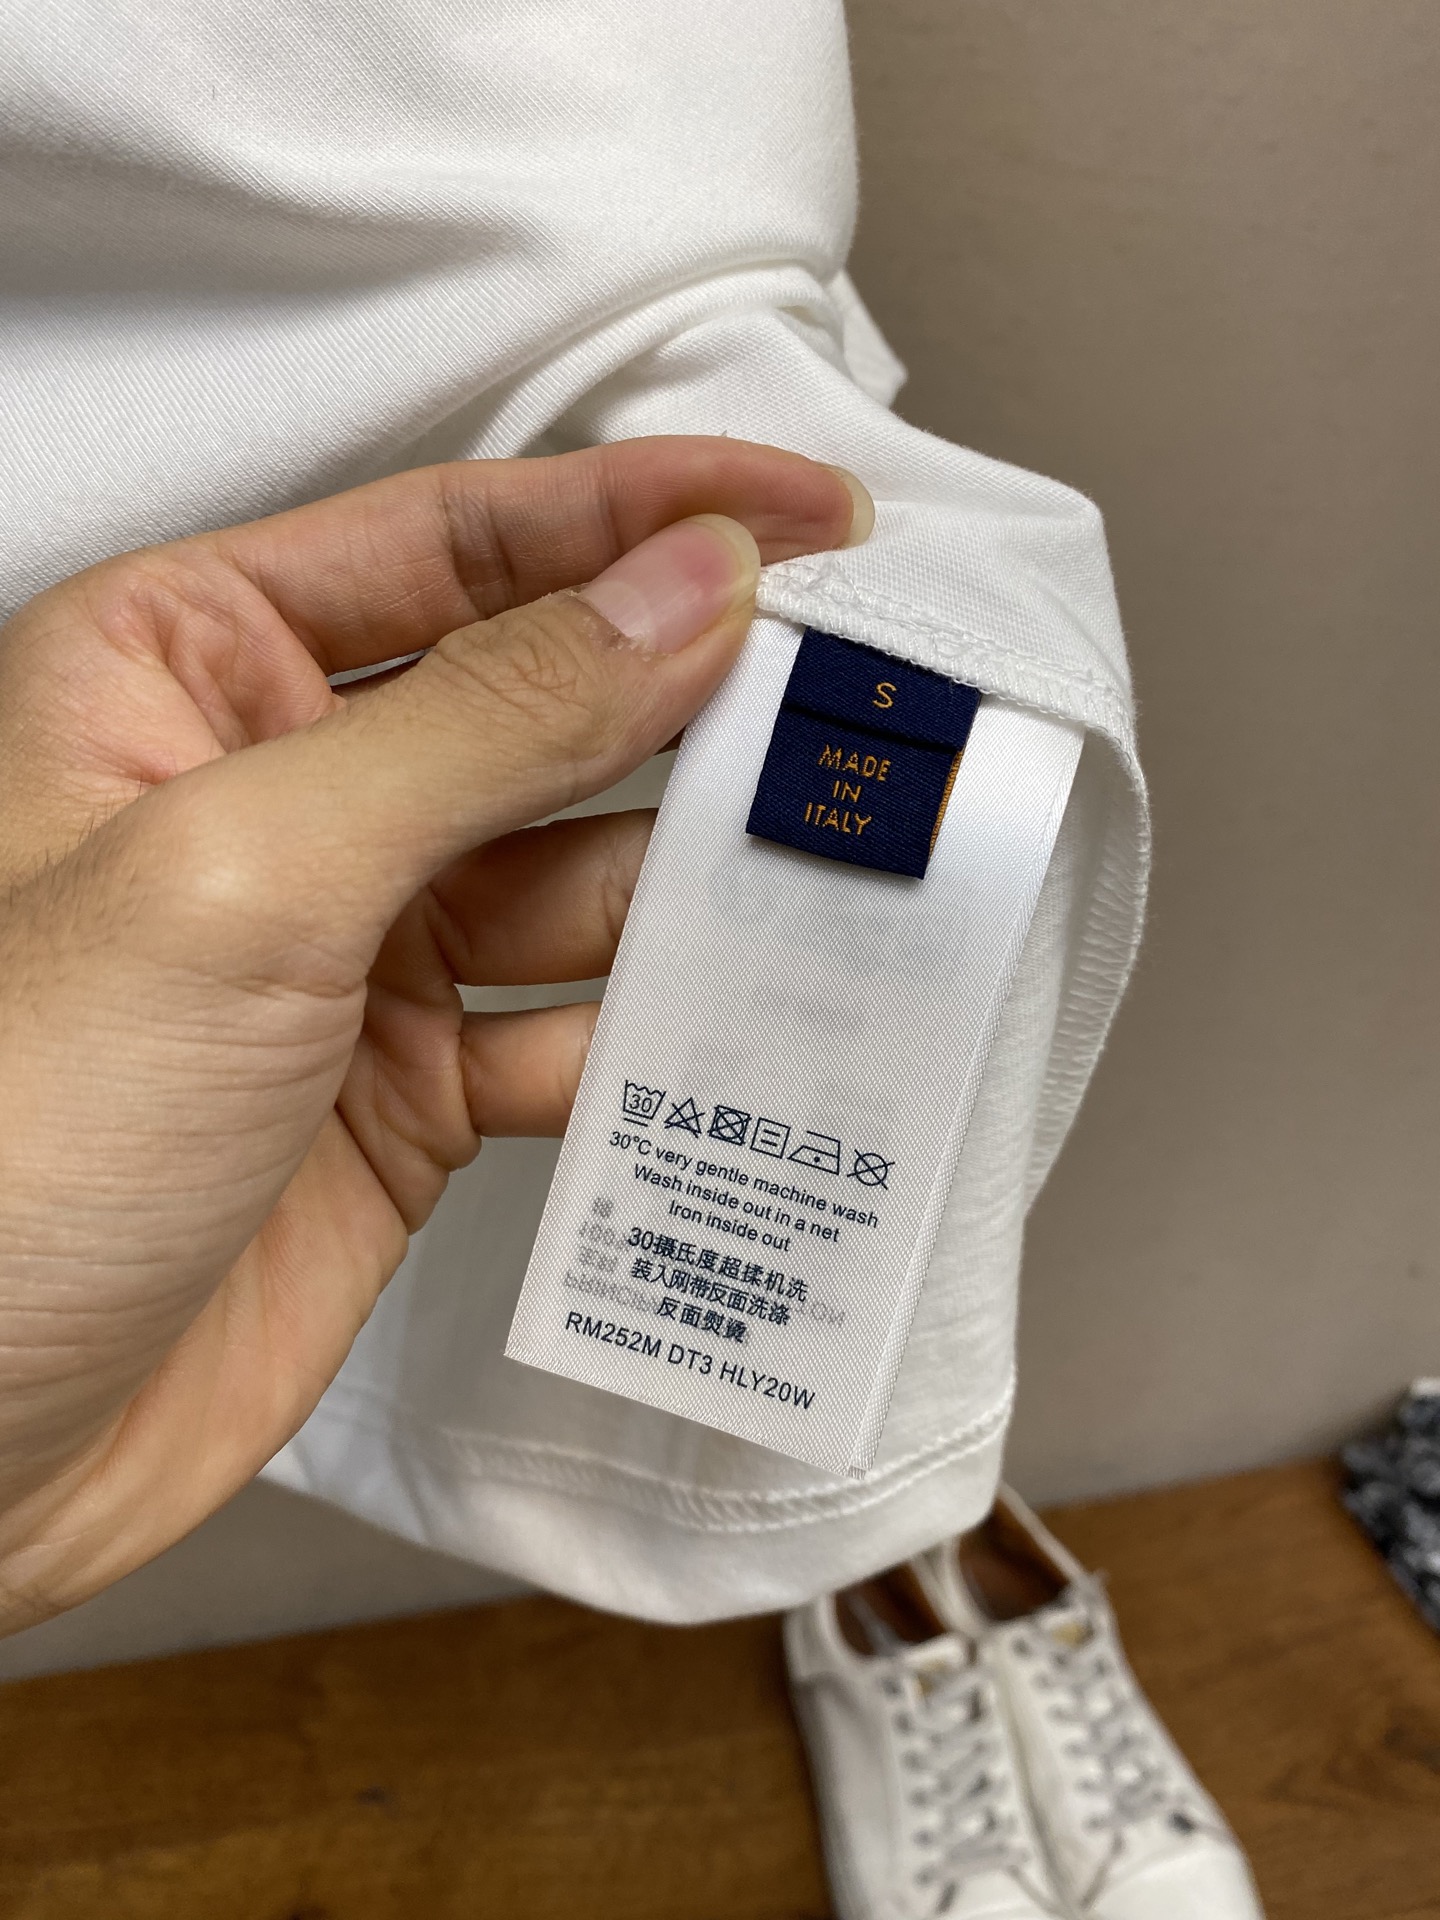 S
MADE
IN
ITALY
30
30°C very gentle machine wash
Wash inside out in a net
Iron inside out
30摄氏度超揉机洗
装入网带反面洗涤
反面熨烫
RM252M DT3 HLY20W